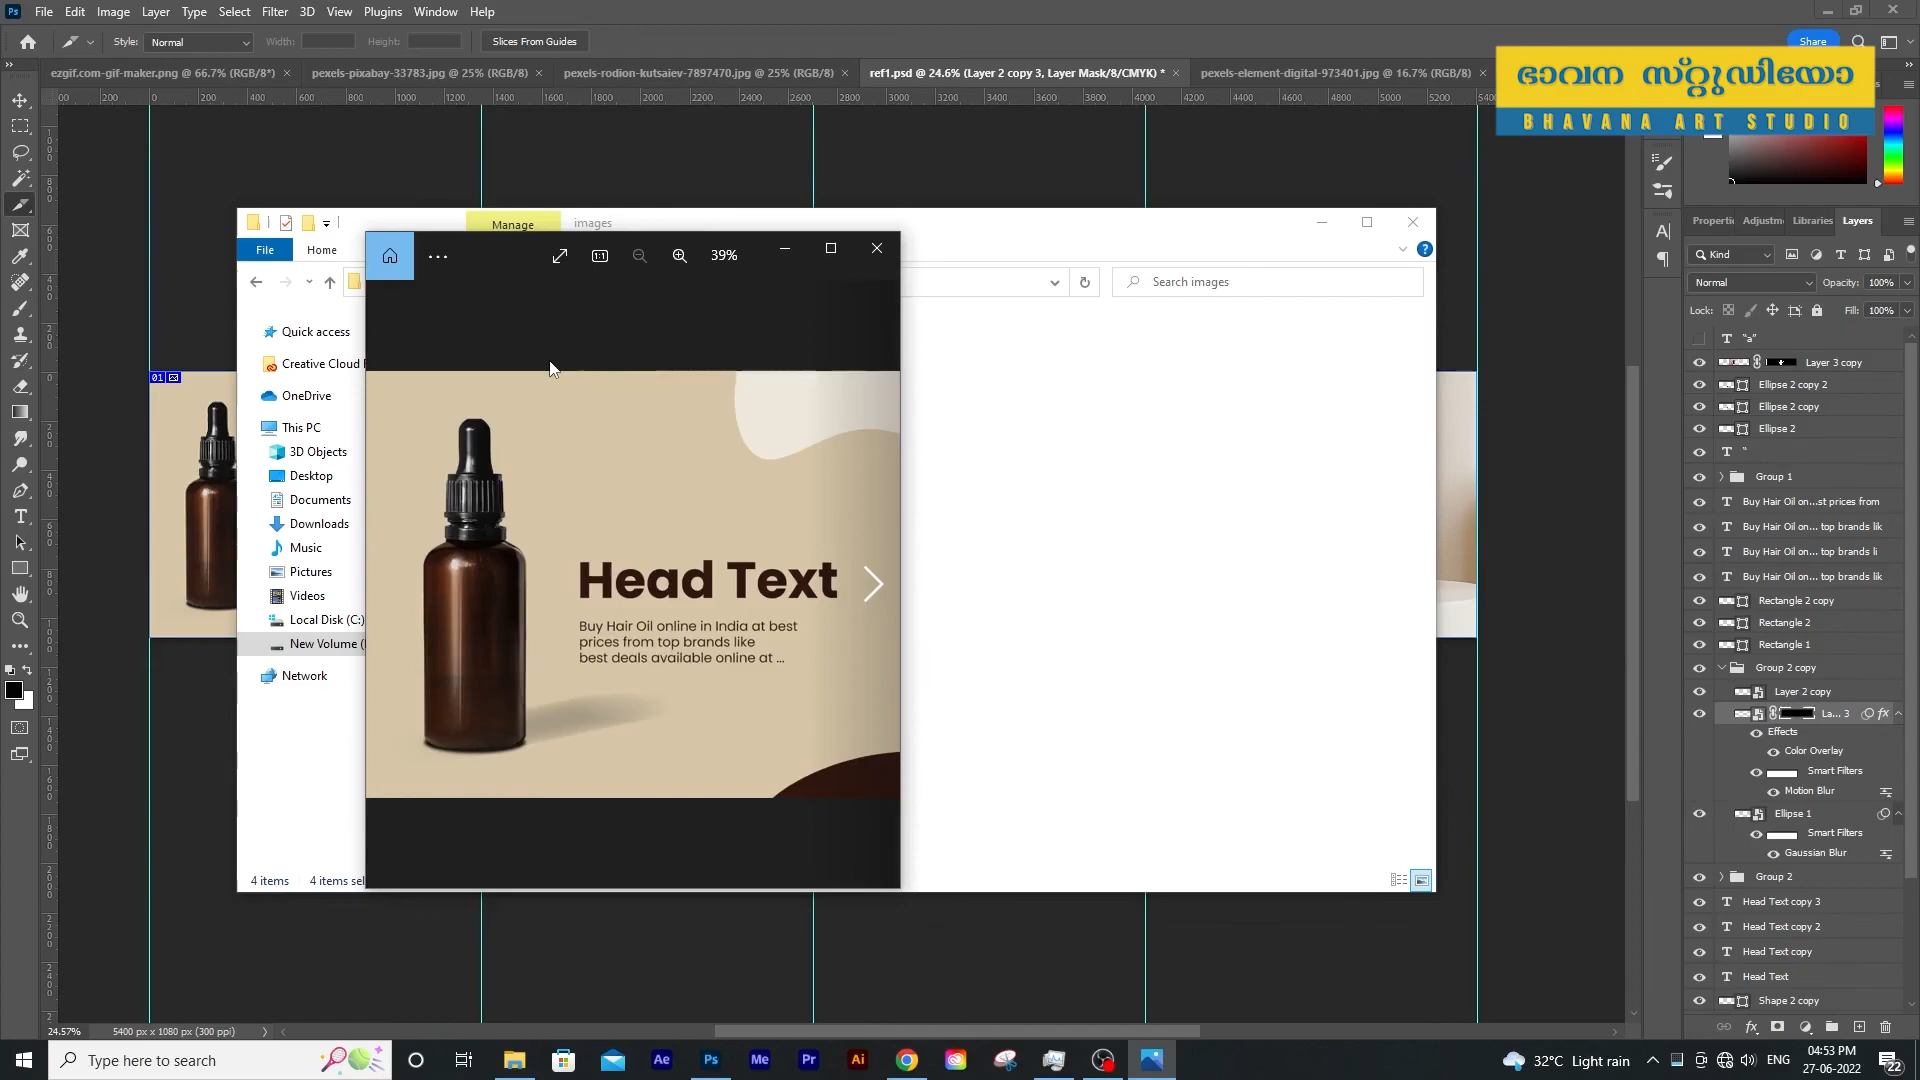 File Edit Image Layer Type Select Filter 3D View Plugins Window Help
Style: Normal Width: Height: Slices From Guides Share
ezgif.com-gif-maker.png @ 66.7% (RGB/8*) pexels-pixabay-33783.jpg @ 25% (RGB/8) pexels-rodion-kutsaiev-7897470.jpg @ 25% (RGB/8) ref1.psd @ 24.6% (Layer 2 copy 3, Layer Mask/8/CMYK) * pexels-element-digital-973401.jpg @ 16.7% (RGB/8)
ഭാവന സ്റ്റുഡിയോ
BHAVANA ART STUDIO
Manage images
File Home
39%
Search images
Quick access
Creative Cloud
OneDrive
This PC
3D Objects
Desktop
Documents
Downloads
Music
Pictures
Videos
Local Disk (C:)
New Volume
Network
4 items 4 items sel
01
Head Text
Buy Hair Oil online in India at best
prices from top brands like
best deals available online at ...
Properti Adjustm Libraries Layers
Kind
Normal Opacity: 100%
Lock: Fill: 100%
"a"
Layer 3 copy
Ellipse 2 copy 2
Ellipse 2 copy
Ellipse 2
"
Group 1
Buy Hair Oil on...st prices from
Buy Hair Oil on... top brands lik
Buy Hair Oil on... top brands li
Buy Hair Oil on... top brands lik
Rectangle 2 copy
Rectangle 2
Rectangle 1
Group 2 copy
Layer 2 copy
La... 3
Effects
Color Overlay
Smart Filters
Motion Blur
Ellipse 1
Smart Filters
Gaussian Blur
Group 2
Head Text copy 3
Head Text copy 2
Head Text copy
Head Text
Shape 2 copy
24.57% 5400 px x 1080 px (300 ppi)
Type here to search
32°C Light rain ENG 04:53 PM
27-06-2022 22